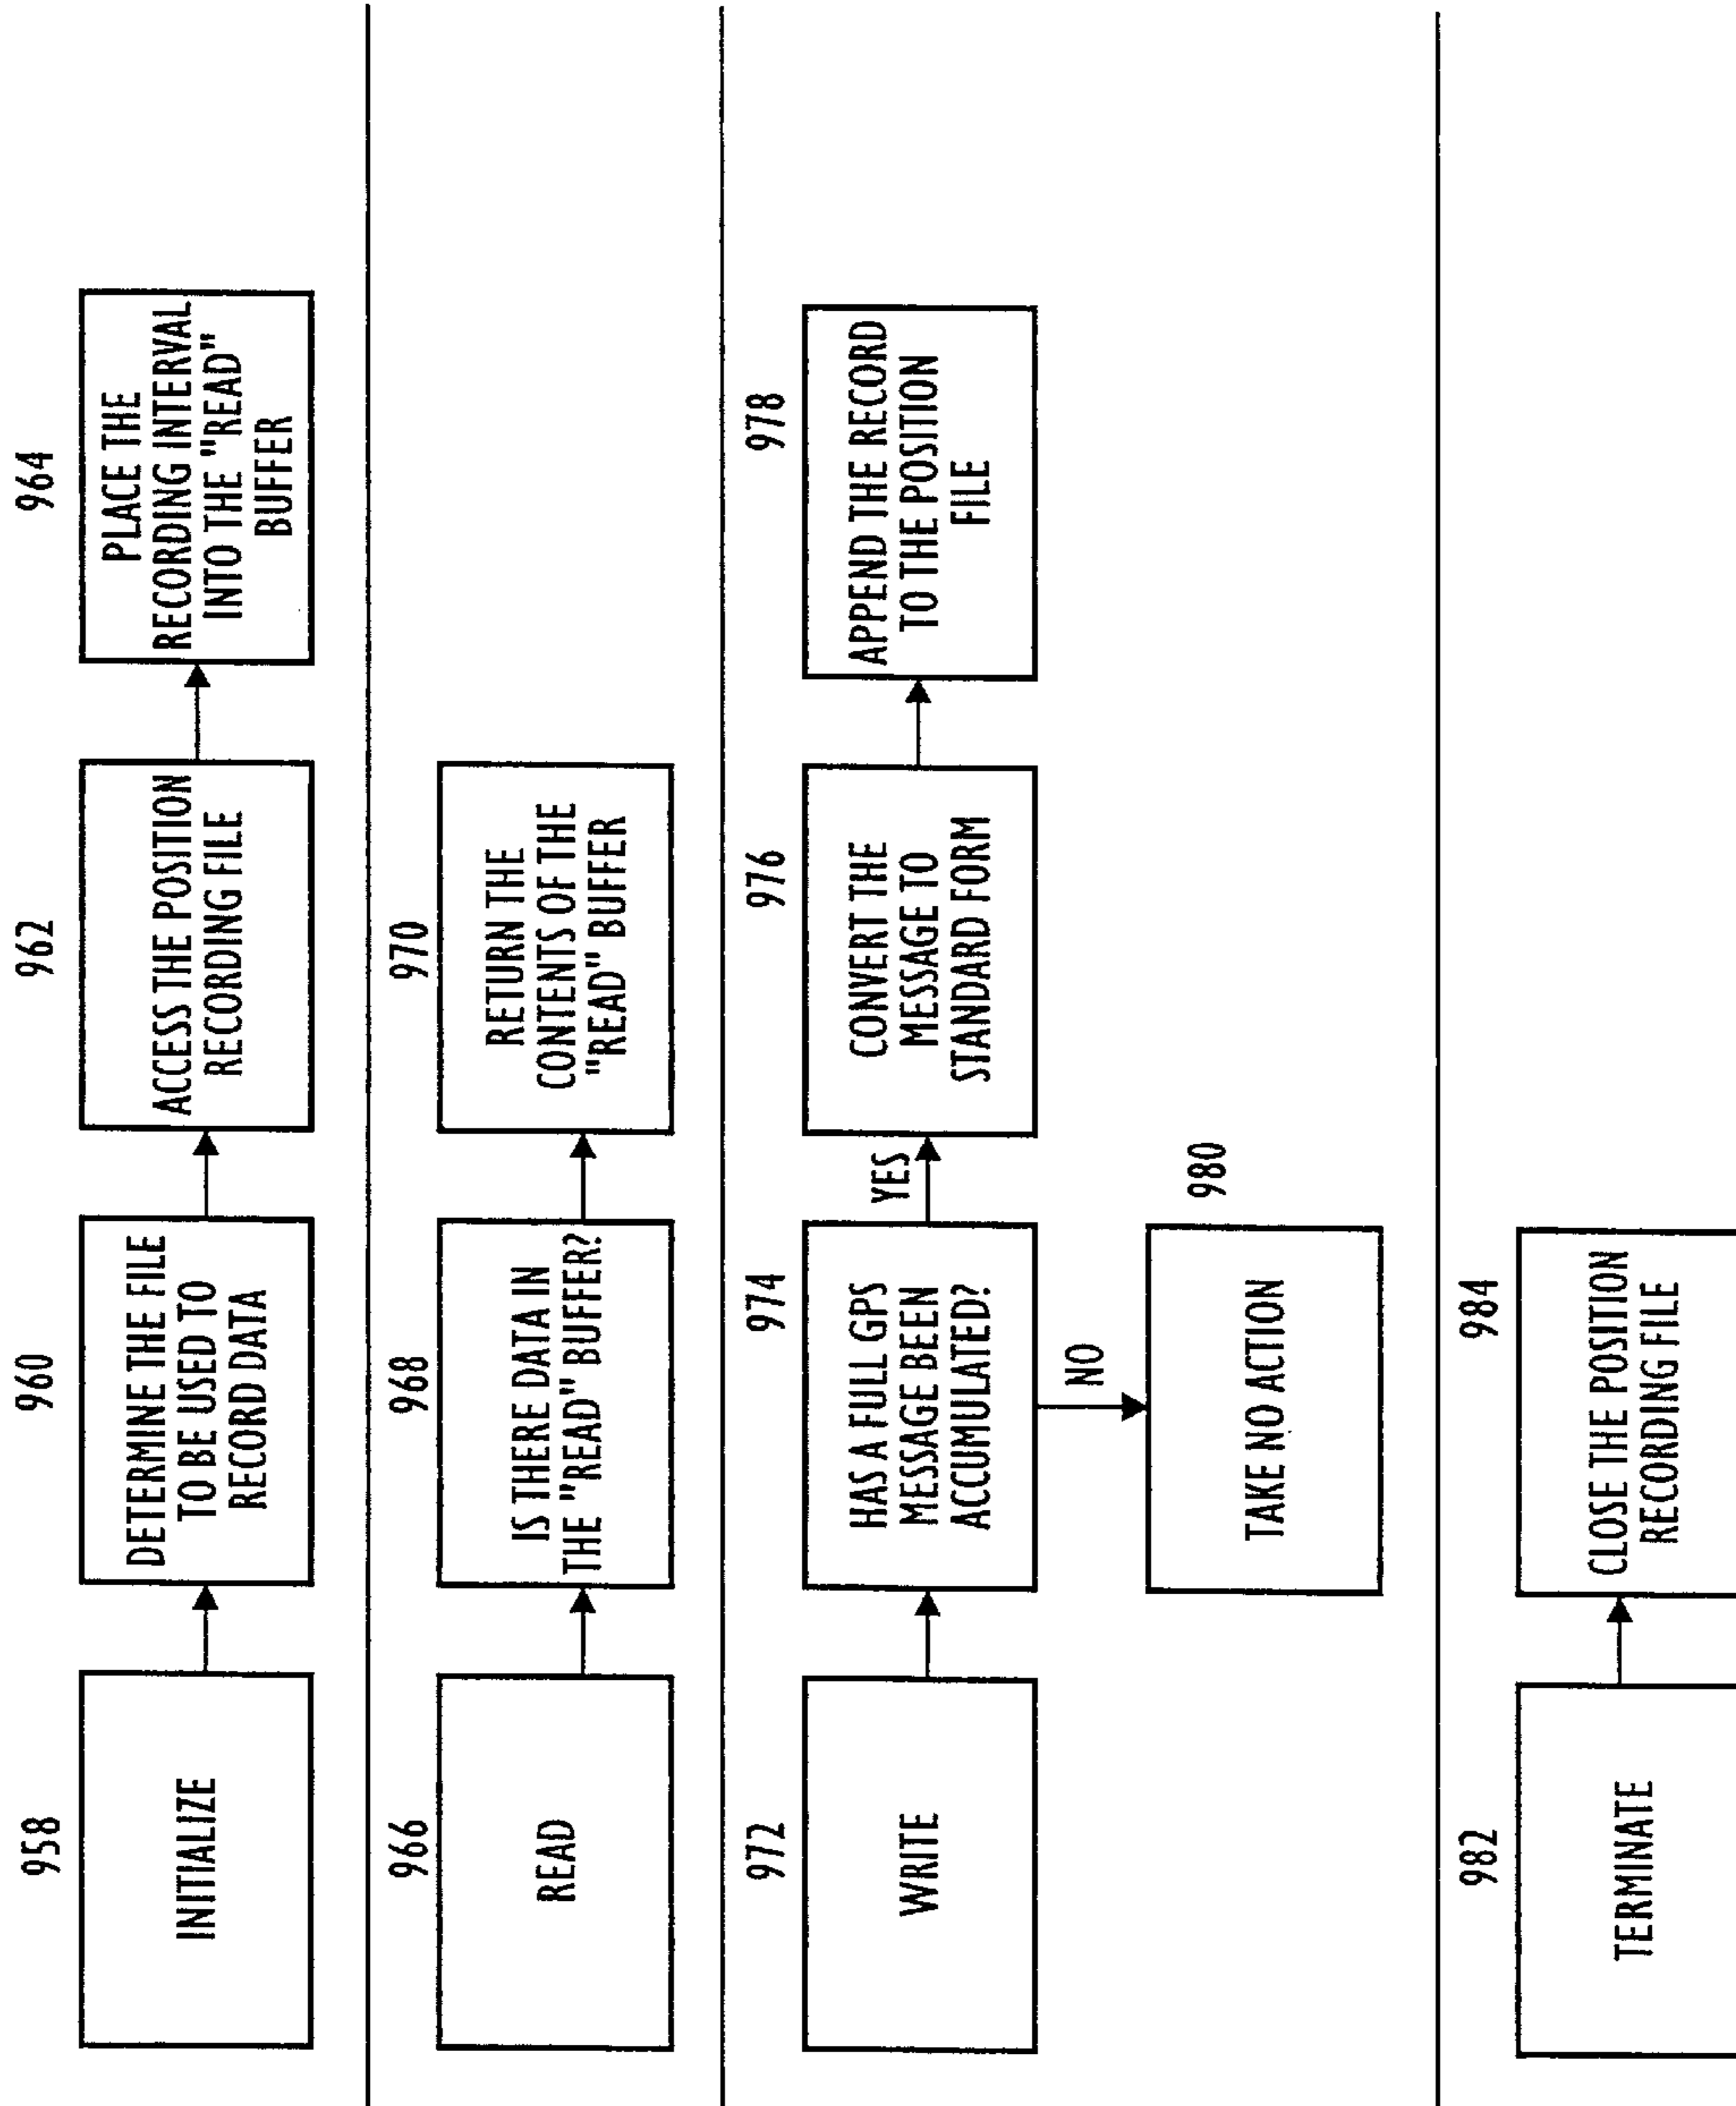 958
INITIALIZE
960
DETERMINE THE FILE
TO BE USED TO
RECORD DATA
962
ACCESS THE POSITION
RECORDING FILE
964
PLACE THE
RECORDING INTERVAL
INTO THE "READ"
BUFFER
966
READ
968
IS THERE DATA IN
THE "READ" BUFFER?
970
RETURN THE
CONTENTS OF THE
"READ" BUFFER
972
WRITE
974
HAS A FULL GPS
MESSAGE BEEN
ACCUMULATED?
YES
976
CONVERT THE
MESSAGE TO
STANDARD FORM
978
APPEND THE RECORD
TO THE POSITION
FILE
NO
980
TAKE NO ACTION
982
TERMINATE
984
CLOSE THE POSITION
RECORDING FILE